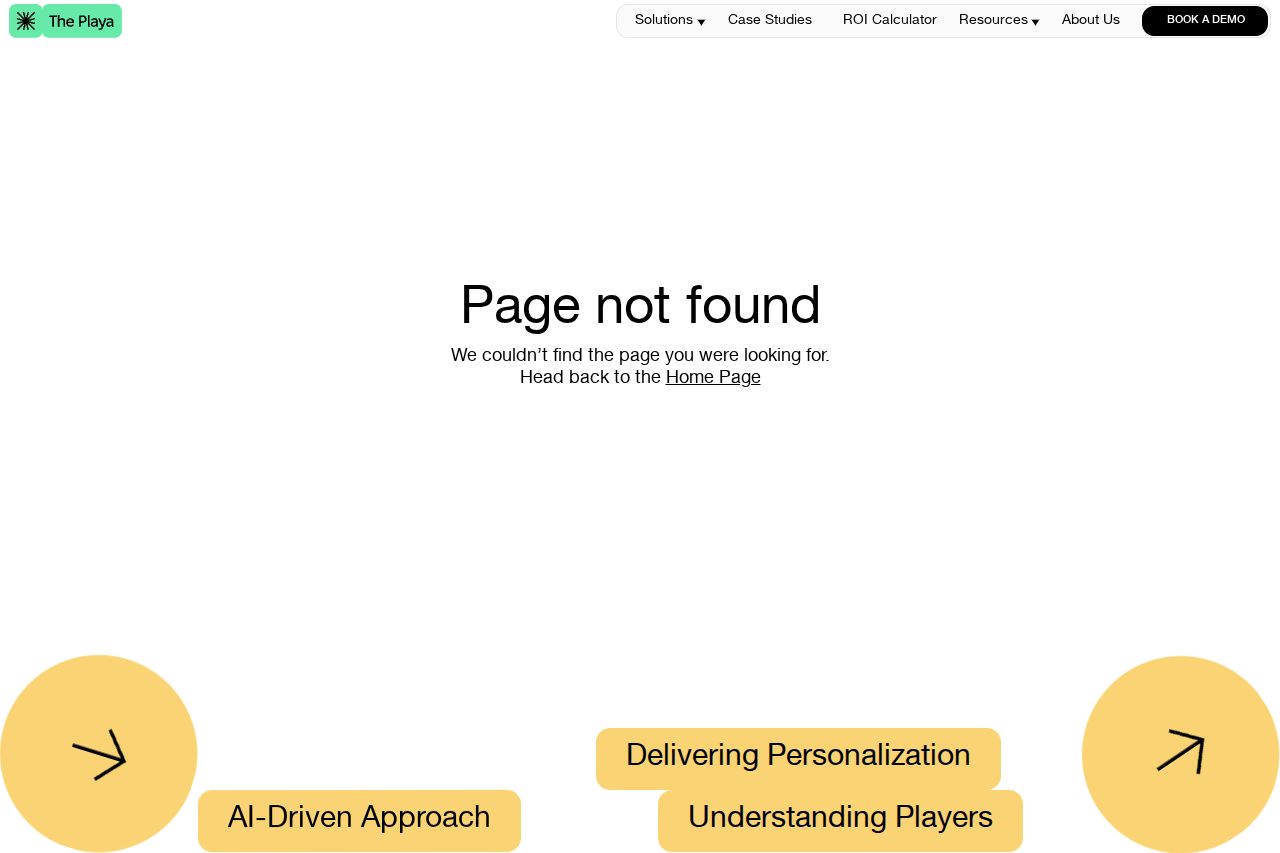 The Playa
Solutions
Case Studies
ROI Calculator
Resources
About Us
BOOK A DEMO
Page not found
We couldn’t find the page you were looking for.
Head back to the Home Page
Delivering Personalization
AI-Driven Approach
Understanding Players